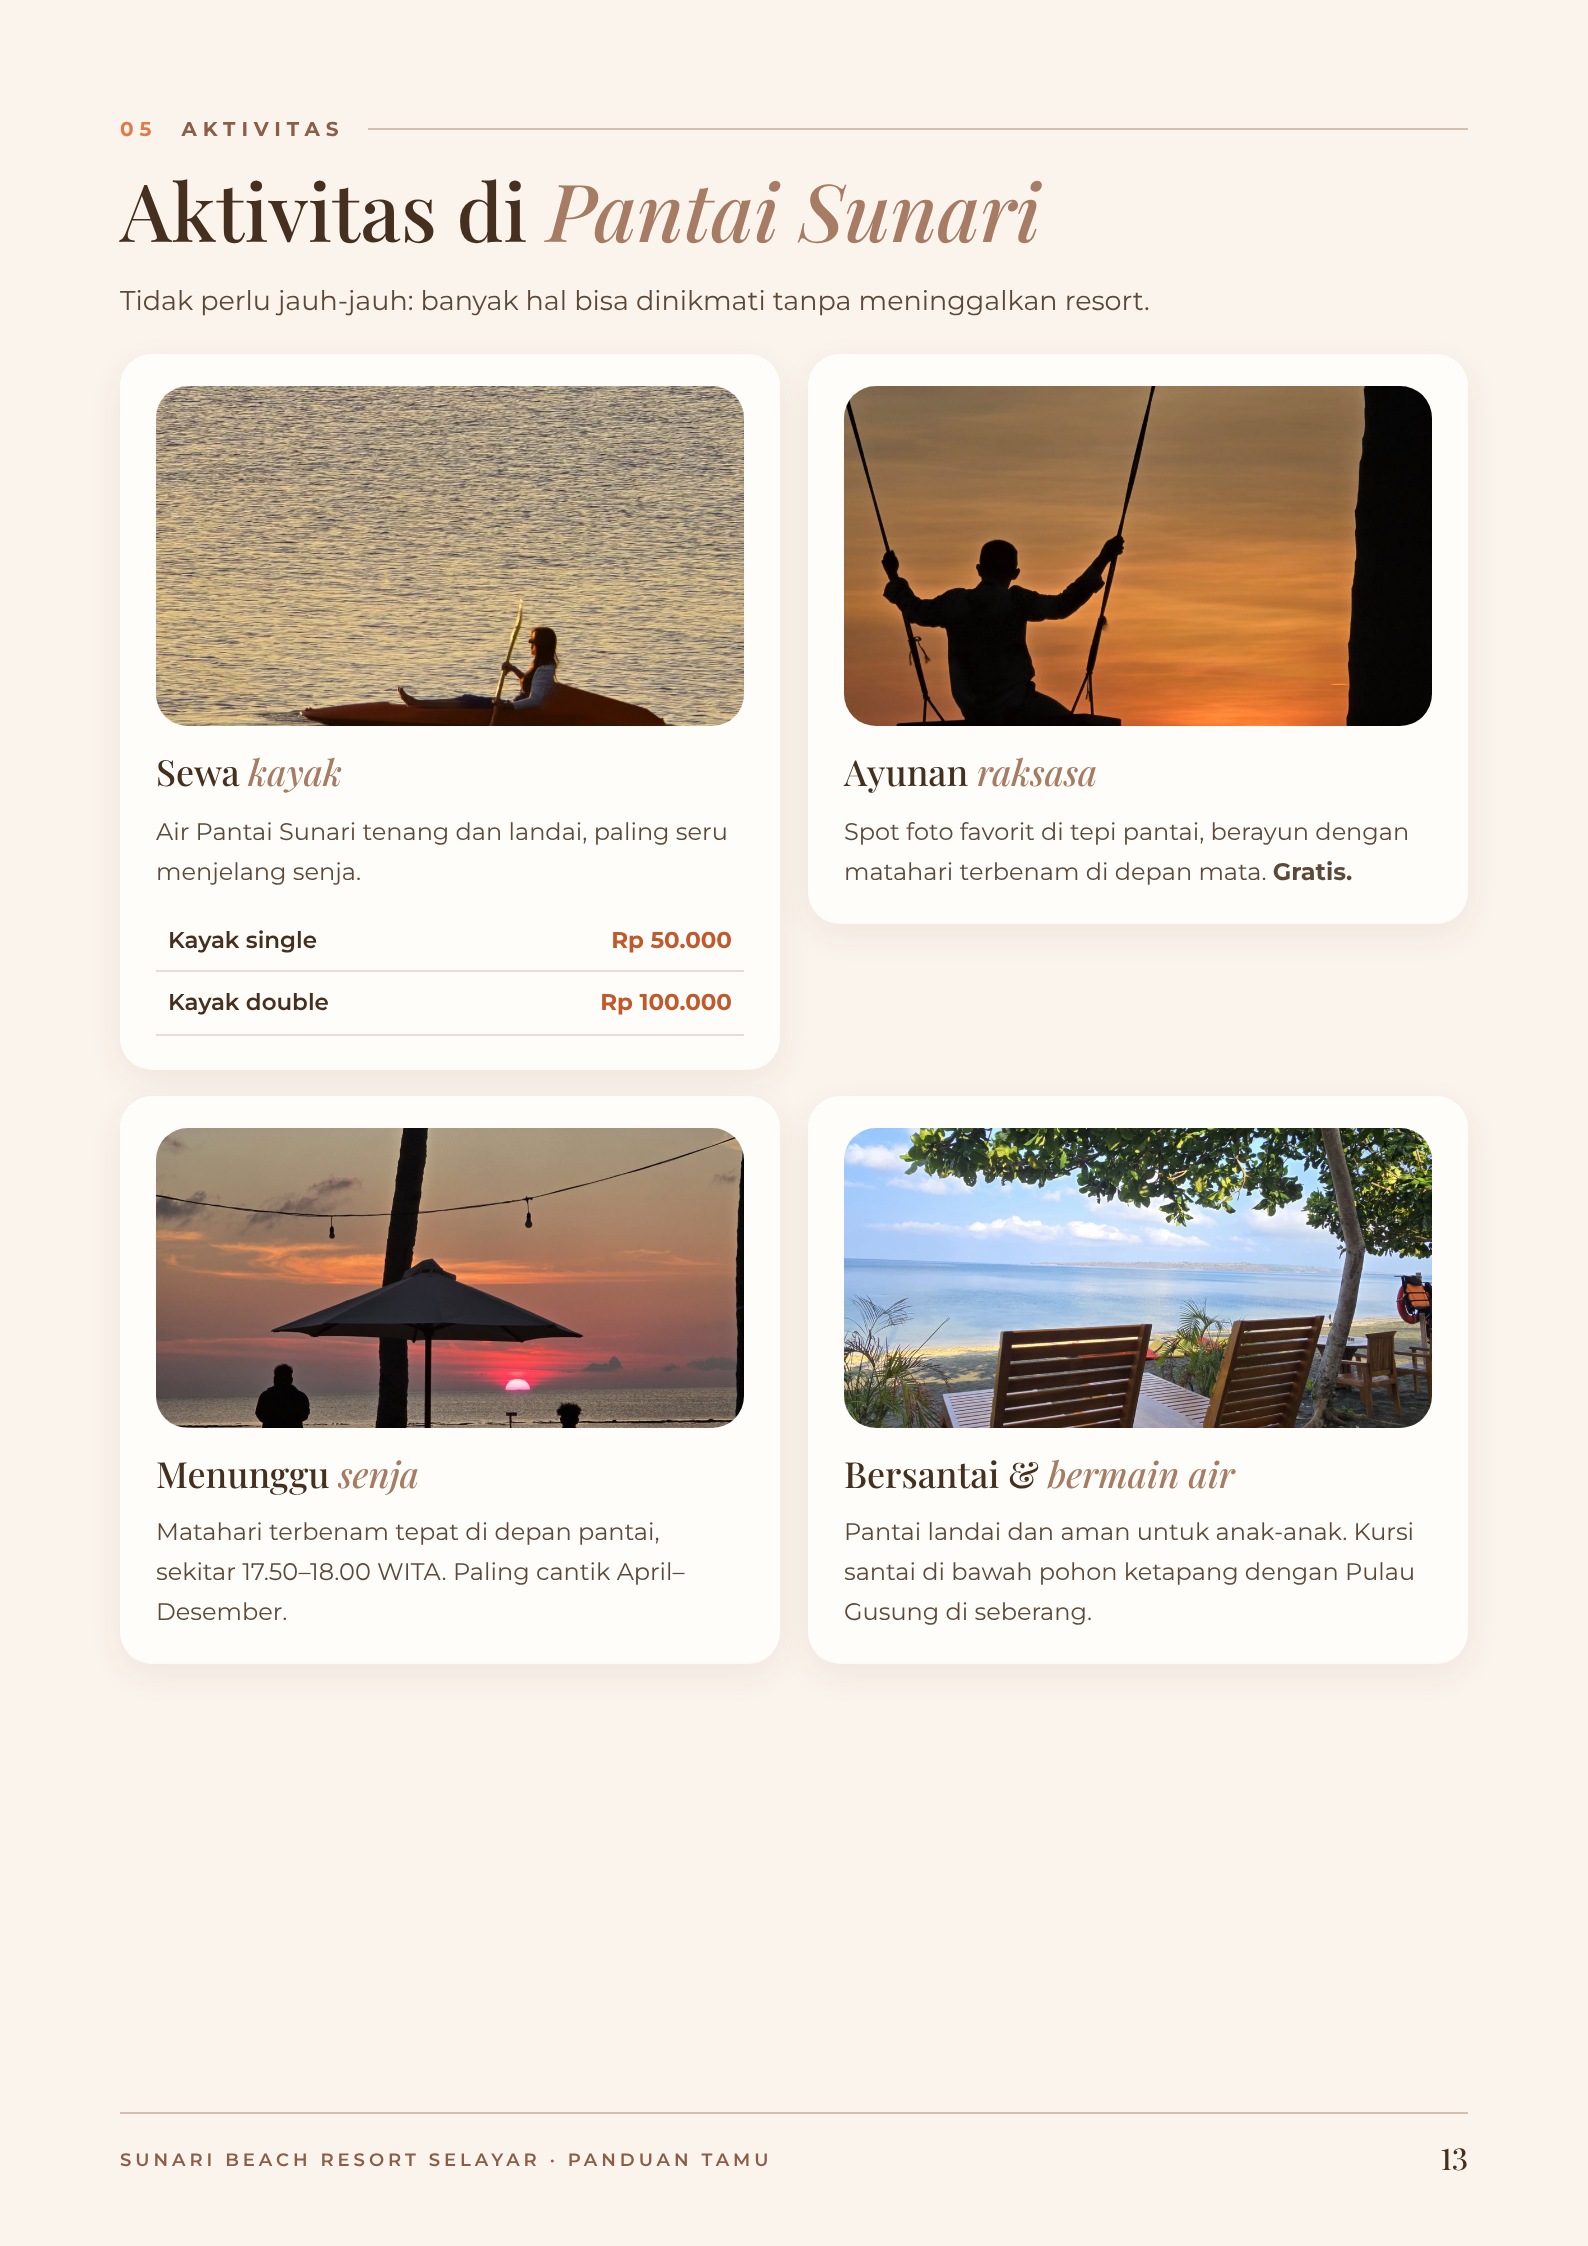 05 AKTIVITAS
Aktivitas di Pantai Sunari
Tidak perlu jauh-jauh: banyak hal bisa dinikmati tanpa meninggalkan resort.
Sewa kayak
Air Pantai Sunari tenang dan landai, paling seru
menjelang senja.
Kayak single Rp 50.000
Kayak double Rp 100.000
Ayunan raksasa
Spot foto favorit di tepi pantai, berayun dengan
matahari terbenam di depan mata. Gratis.
Menunggu senja
Matahari terbenam tepat di depan pantai,
sekitar 17.50–18.00 WITA. Paling cantik April–
Desember.
Bersantai & bermain air
Pantai landai dan aman untuk anak-anak. Kursi
santai di bawah pohon ketapang dengan Pulau
Gusung di seberang.
SUNARI BEACH RESORT SELAYAR · PANDUAN TAMU
13